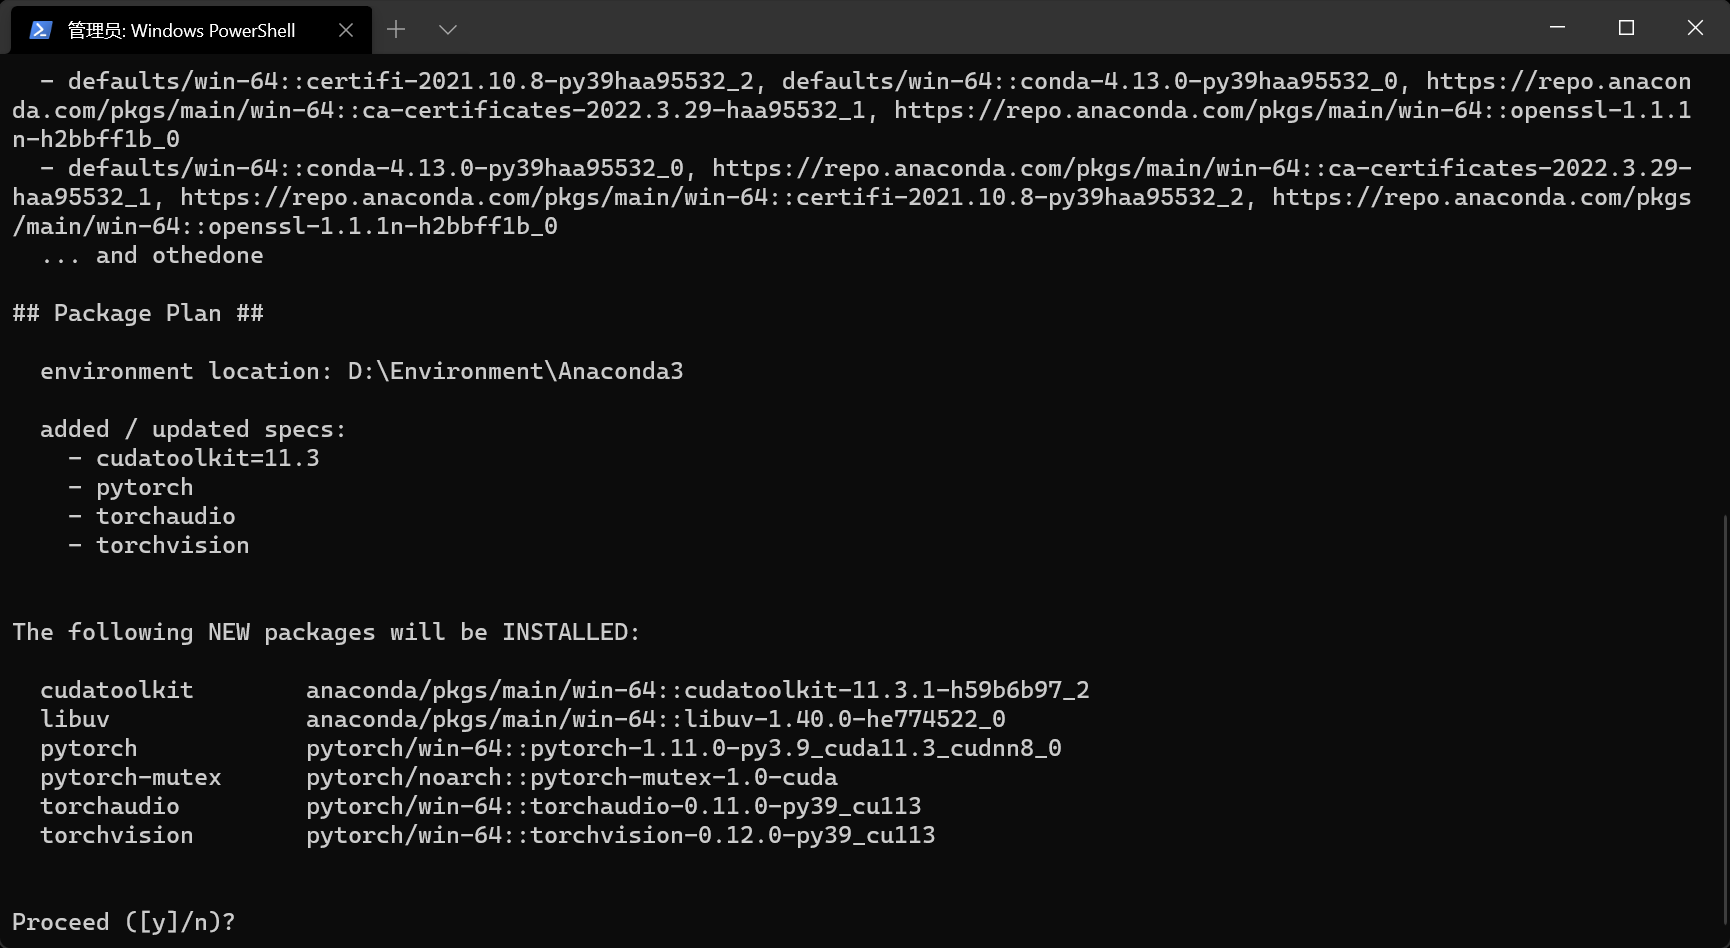 管理员: Windows PowerShell
- defaults/win-64::certifi-2021.10.8-py39haa95532_2, defaults/win-64::conda-4.13.0-py39haa95532_0, https://repo.anacon
da.com/pkgs/main/win-64::ca-certificates-2022.3.29-haa95532_1, https://repo.anaconda.com/pkgs/main/win-64::openssl-1.1.1
n-h2bbff1b_0
- defaults/win-64::conda-4.13.0-py39haa95532_0, https://repo.anaconda.com/pkgs/main/win-64::ca-certificates-2022.3.29-
haa95532_1, https://repo.anaconda.com/pkgs/main/win-64::certifi-2021.10.8-py39haa95532_2, https://repo.anaconda.com/pkgs
/main/win-64::openssl-1.1.1n-h2bbff1b_0
... and othedone
## Package Plan ##
environment location: D:\Environment\Anaconda3
added / updated specs:
- cudatoolkit=11.3
- pytorch
- torchaudio
- torchvision
The following NEW packages will be INSTALLED:
cudatoolkit anaconda/pkgs/main/win-64::cudatoolkit-11.3.1-h59b6b97_2
libuv anaconda/pkgs/main/win-64::libuv-1.40.0-he774522_0
pytorch pytorch/win-64::pytorch-1.11.0-py3.9_cuda11.3_cudnn8_0
pytorch-mutex pytorch/noarch::pytorch-mutex-1.0-cuda
torchaudio pytorch/win-64::torchaudio-0.11.0-py39_cu113
torchvision pytorch/win-64::torchvision-0.12.0-py39_cu113
Proceed ([y]/n)?